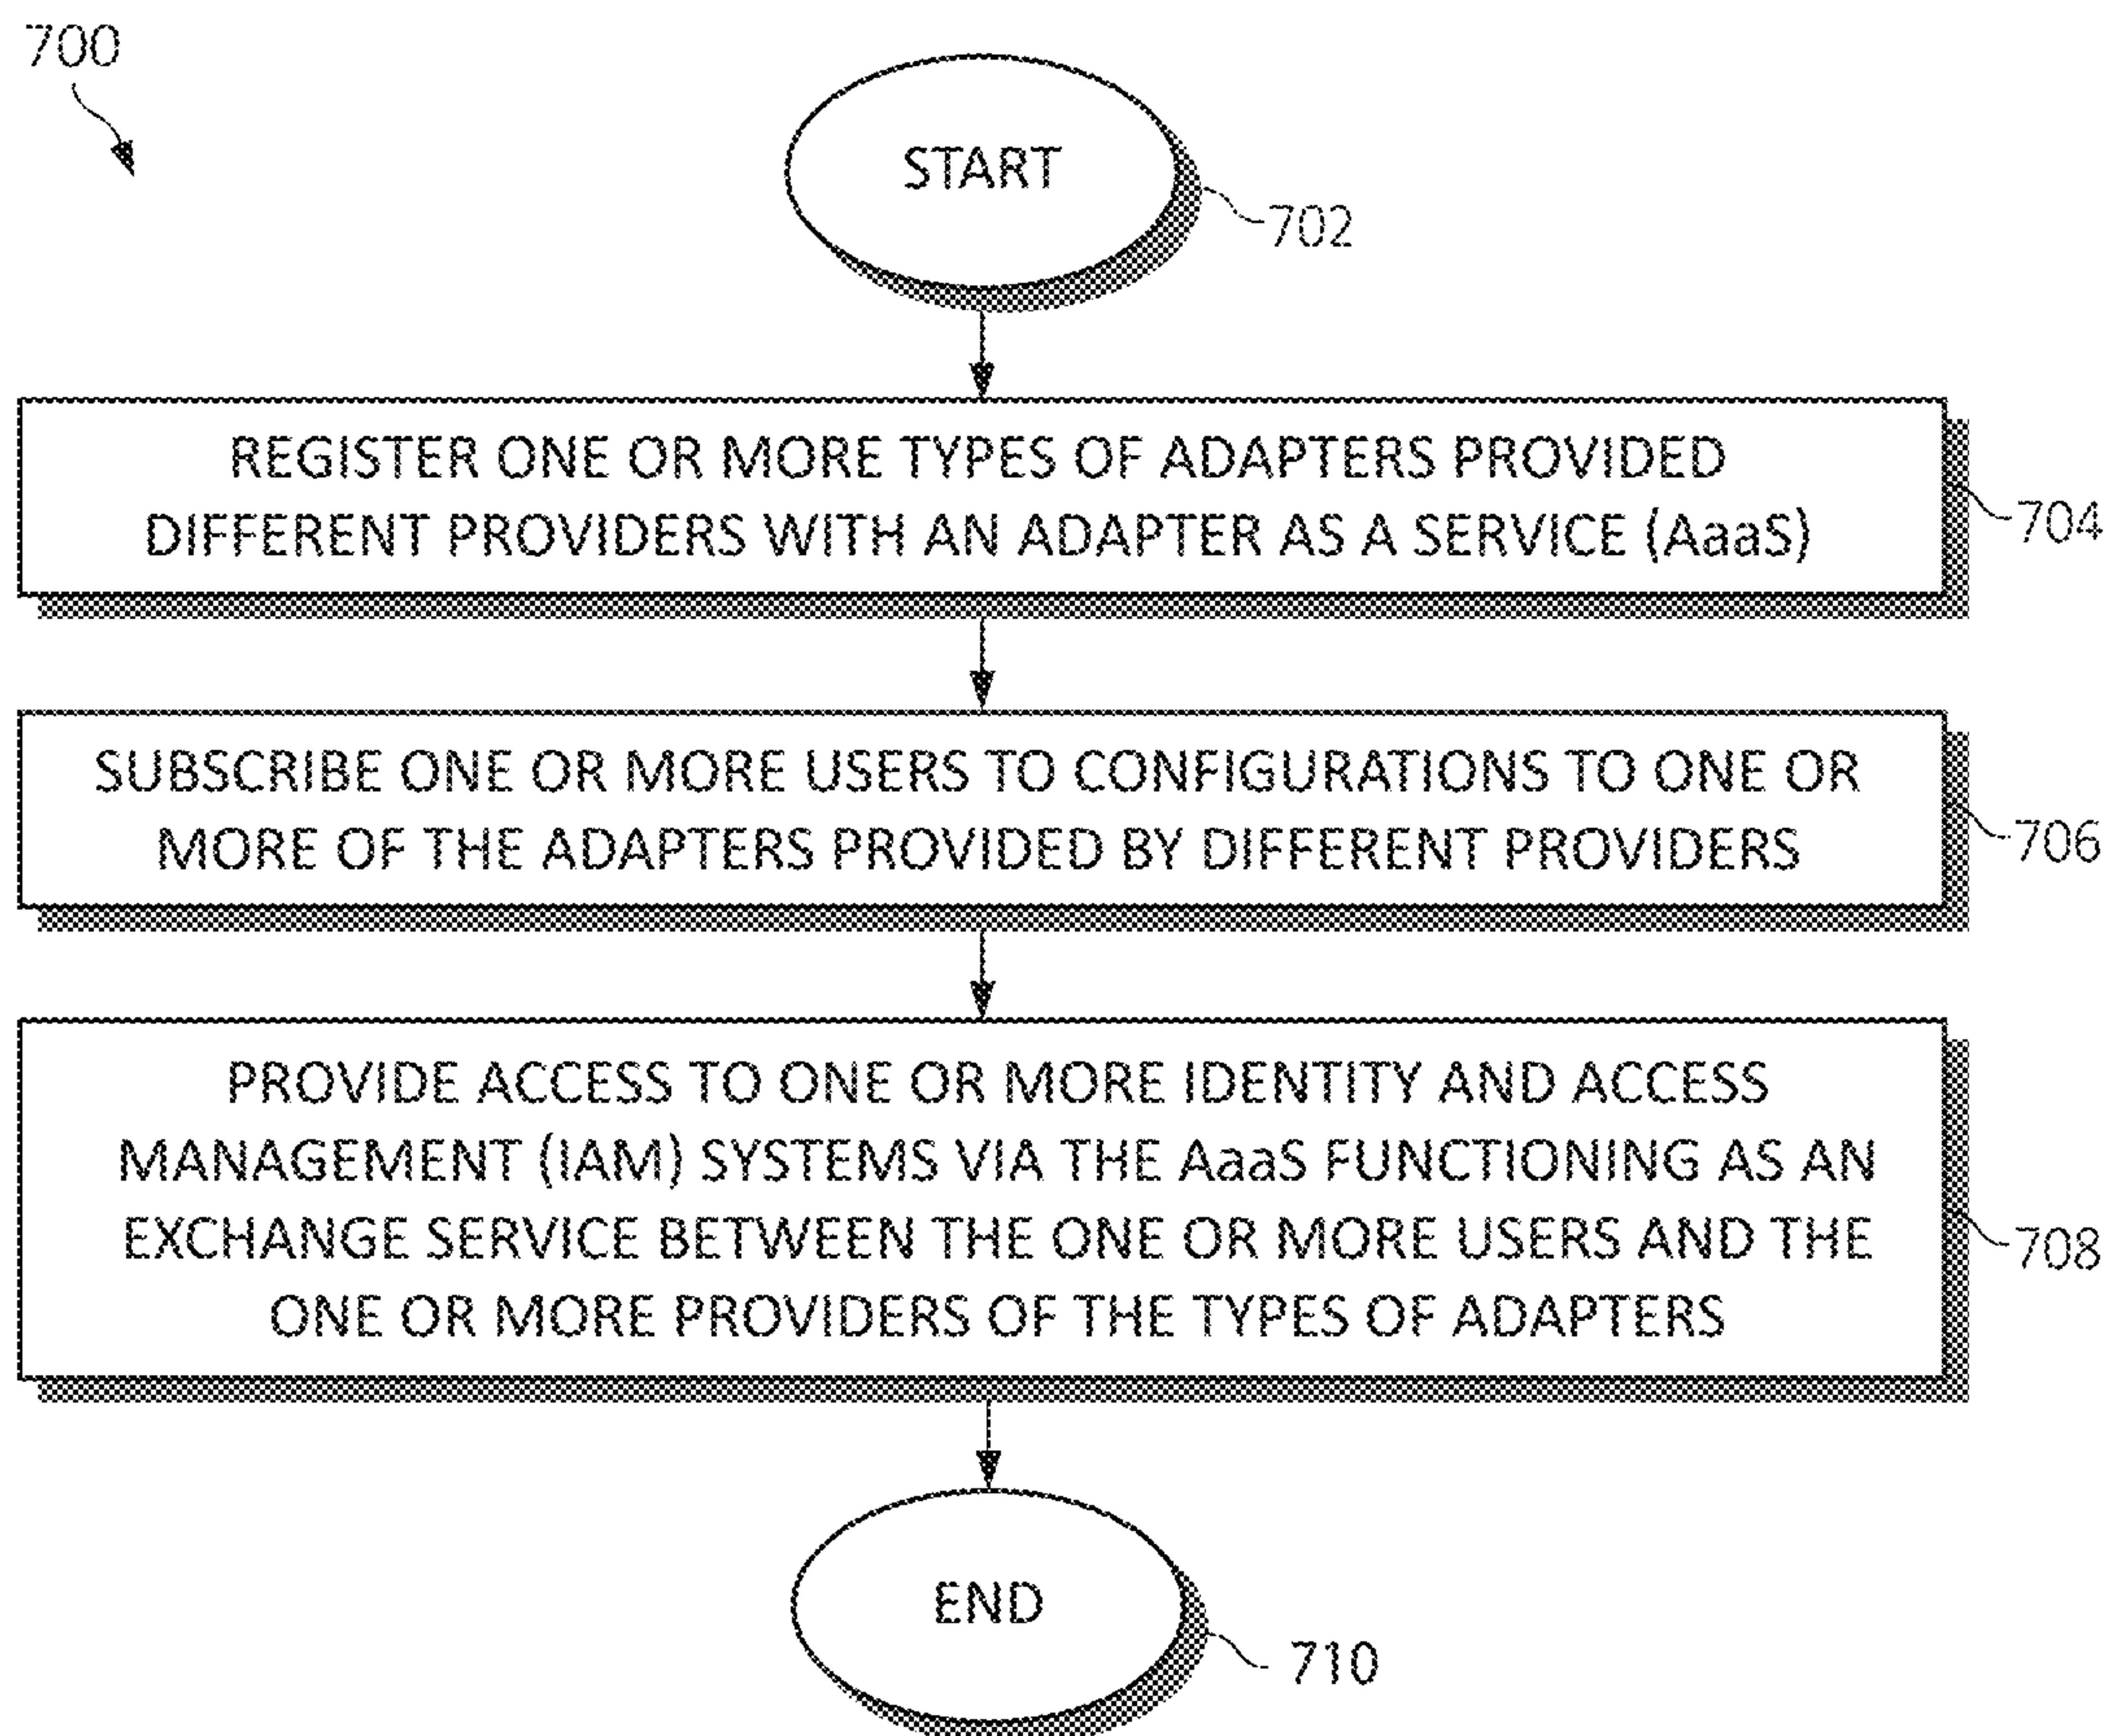 700
START
702
REGISTER ONE OR MORE TYPES OF ADAPTERS PROVIDED
DIFFERENT PROVIDERS WITH AN ADAPTER AS A SERVICE (AaaS)
704
SUBSCRIBE ONE OR MORE USERS TO CONFIGURATIONS TO ONE OR
MORE OF THE ADAPTERS PROVIDED BY DIFFERENT PROVIDERS
706
PROVIDE ACCESS TO ONE OR MORE IDENTITY AND ACCESS
MANAGEMENT (IAM) SYSTEMS VIA THE AaaS FUNCTIONING AS AN
EXCHANGE SERVICE BETWEEN THE ONE OR MORE USERS AND THE
ONE OR MORE PROVIDERS OF THE TYPES OF ADAPTERS
708
END
710